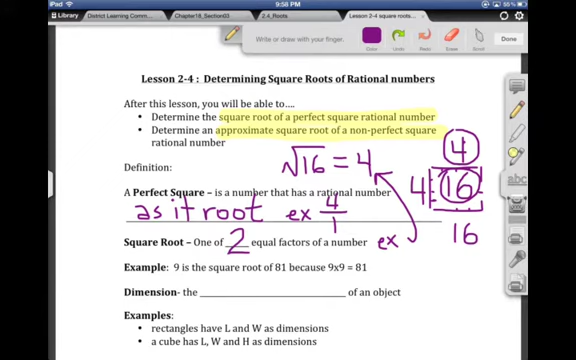 iPad
9:58 PM
55 %
Library
District Learning Comm...
Chapter18_Section03
2.4_Roots
Lesson 2-4 square roots...
Write or draw with your finger.
Color
Undo
Redo
Eraser
Scroll
Done
Lesson 2-4 : Determining Square Roots of Rational numbers
After this lesson, you will be able to....
• Determine the square root of a perfect square rational number
• Determine an approximate square root of a non-perfect square
rational number
√16 = 4
4
4 16
16
Definition:
A Perfect Square – is a number that has a rational number
as it root ex 4/1
Square Root – One of 2 equal factors of a number ex
Example: 9 is the square root of 81 because 9x9 = 81
Dimension- the ______________________ of an object
Examples:
• rectangles have L and W as dimensions
• a cube has L, W and H as dimensions
abc